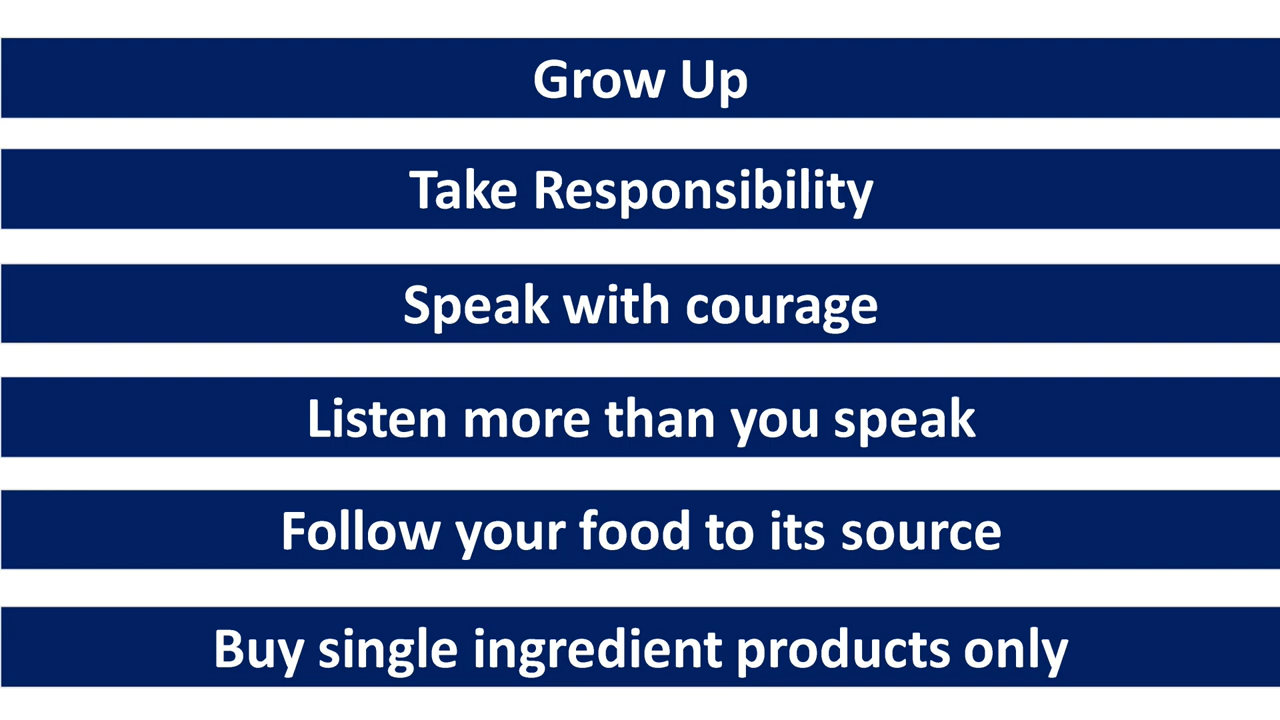 Grow Up
Take Responsibility
Speak with courage
Listen more than you speak
Follow your food to its source
Buy single ingredient products only